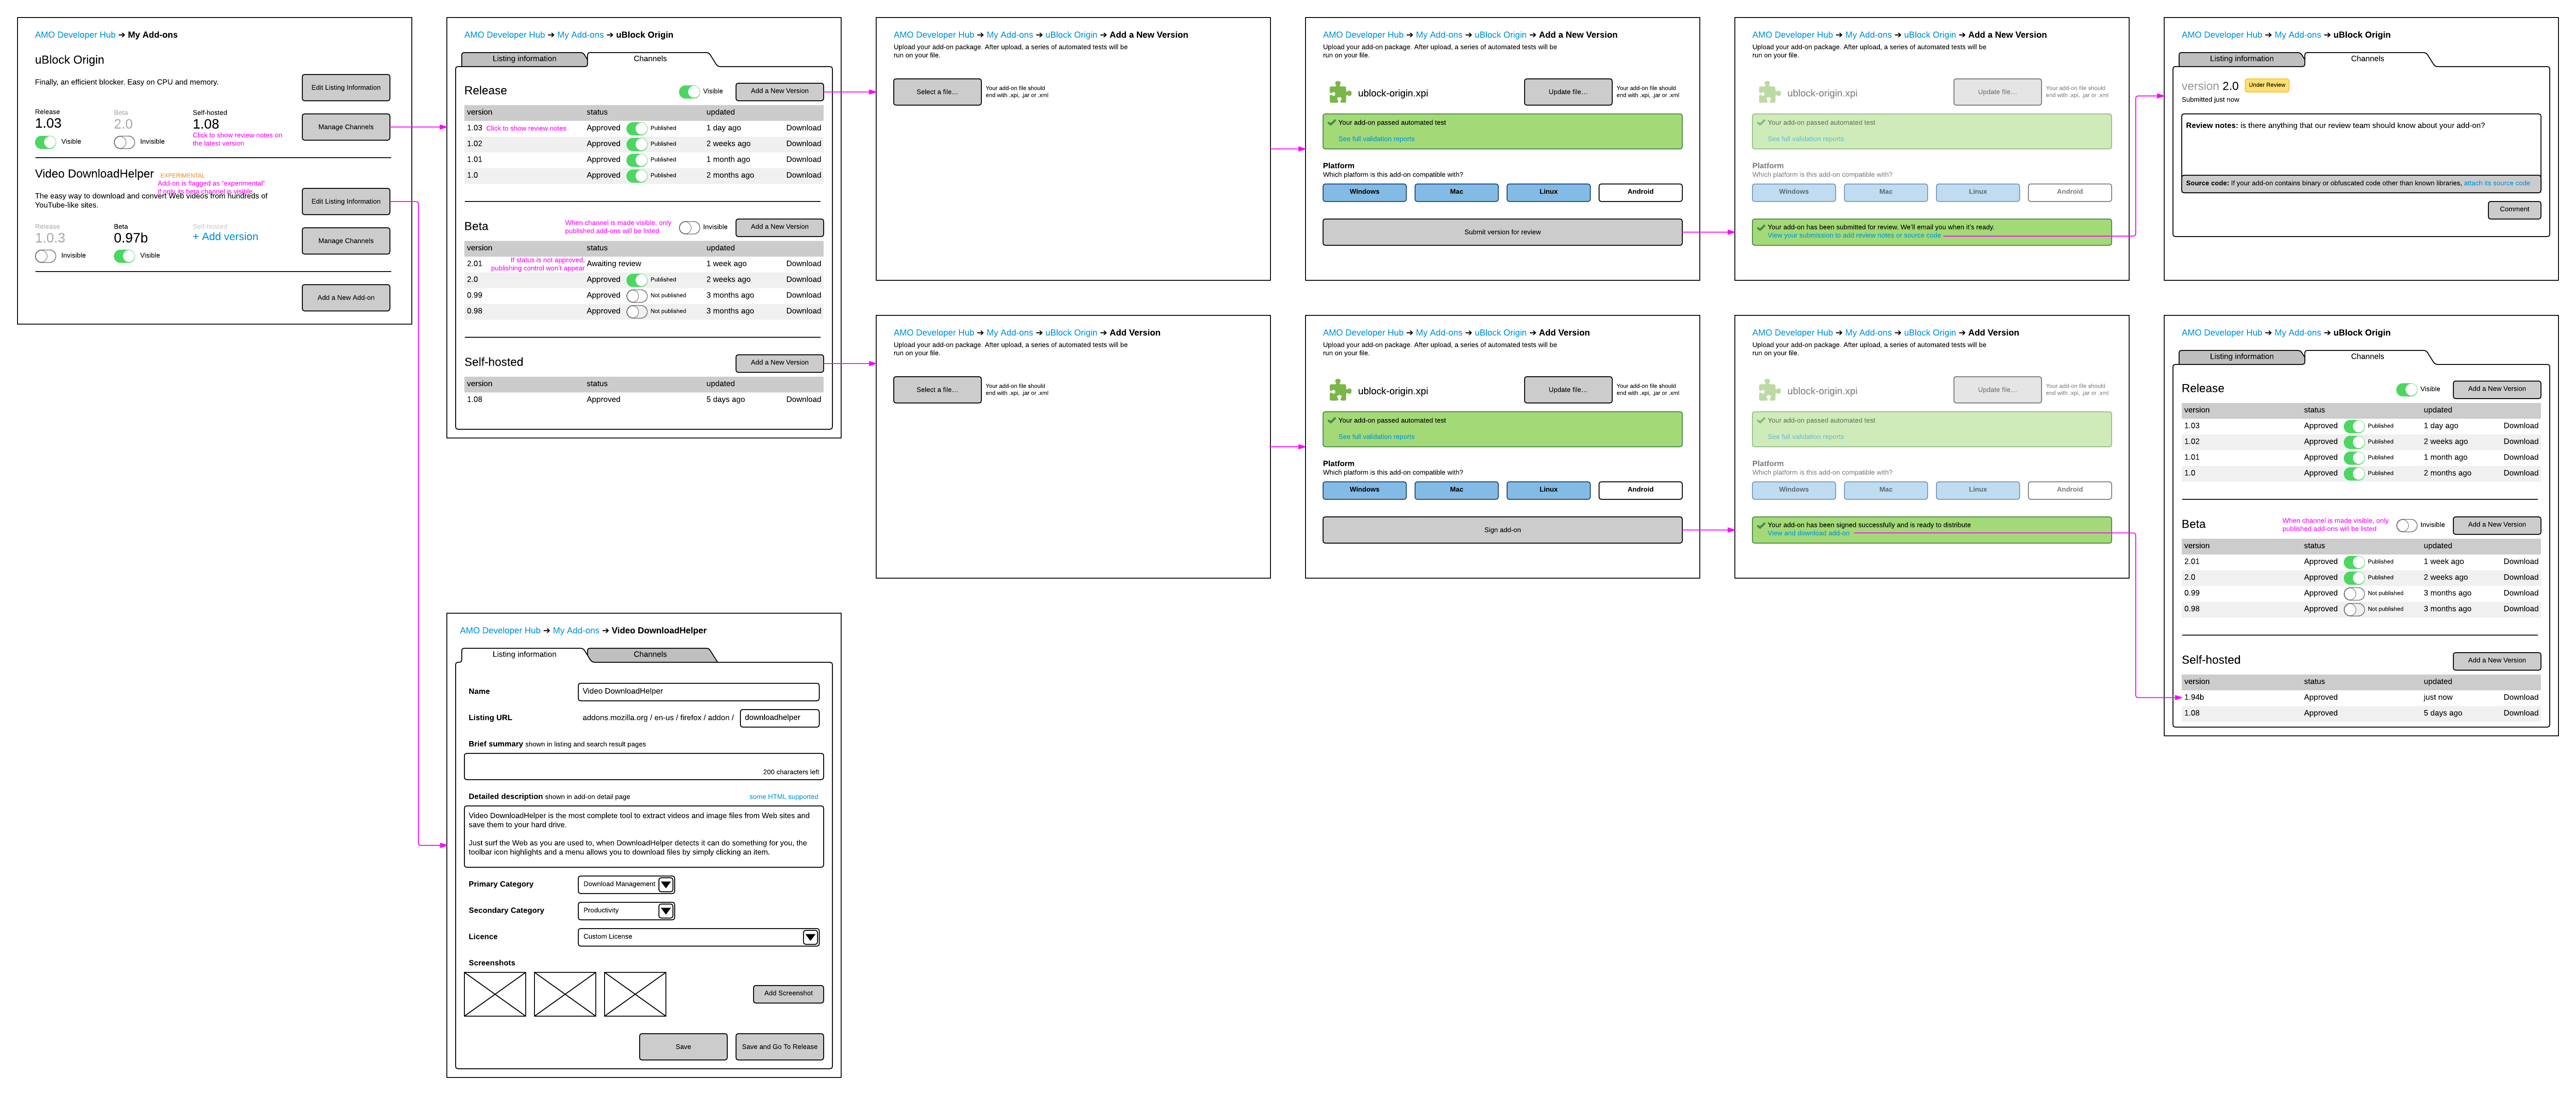 AMO Developer Hub ➔ My Add-ons
uBlock Origin
Finally, an efficient blocker. Easy on CPU and memory.
Edit Listing Information
Release
Beta
Self-hosted
1.03
2.0
1.08
Click to show review notes on
the latest version
Visible
Invisible
Manage Channels
Video DownloadHelper EXPERIMENTAL
Add-on is flagged as "experimental"
if only its beta channel is visible
The easy way to download and convert Web videos from hundreds of
YouTube-like sites.
Edit Listing Information
Release
Beta
Self-hosted
1.0.3
0.97b
+ Add version
Invisible
Visible
Manage Channels
Add a New Add-on
AMO Developer Hub ➔ My Add-ons ➔ uBlock Origin
Listing information
Channels
Release
Visible
Add a New Version
version status updated
1.03 Click to show review notes Approved Published 1 day ago Download
1.02 Approved Published 2 weeks ago Download
1.01 Approved Published 1 month ago Download
1.0 Approved Published 2 months ago Download
Beta
When channel is made visible, only
published add-ons will be listed
Invisible
Add a New Version
version status updated
If status is not approved,
publishing control won't appear
2.01 Awaiting review 1 week ago Download
2.0 Approved Published 2 weeks ago Download
0.99 Approved Not published 3 months ago Download
0.98 Approved Not published 3 months ago Download
Self-hosted
Add a New Version
version status updated
1.08 Approved 5 days ago Download
AMO Developer Hub ➔ My Add-ons ➔ uBlock Origin ➔ Add a New Version
Upload your add-on package. After upload, a series of automated tests will be
run on your file.
Select a file...
Your add-on file should
end with .xpi, .jar or .xml
AMO Developer Hub ➔ My Add-ons ➔ uBlock Origin ➔ Add a New Version
Upload your add-on package. After upload, a series of automated tests will be
run on your file.
ublock-origin.xpi
Update file...
Your add-on file should
end with .xpi, .jar or .xml
Your add-on passed automated test
See full validation reports
Platform
Which platform is this add-on compatible with?
Windows
Mac
Linux
Android
Submit version for review
AMO Developer Hub ➔ My Add-ons ➔ uBlock Origin ➔ Add a New Version
Upload your add-on package. After upload, a series of automated tests will be
run on your file.
ublock-origin.xpi
Update file...
Your add-on file should
end with .xpi, .jar or .xml
Your add-on passed automated test
See full validation reports
Platform
Which platform is this add-on compatible with?
Windows
Mac
Linux
Android
Your add-on has been submitted for review. We'll email you when it's ready.
View your submission to add review notes or source code
AMO Developer Hub ➔ My Add-ons ➔ uBlock Origin
Listing information
Channels
version 2.0 Under Review
Submitted just now
Review notes: is there anything that our review team should know about your add-on?
Source code: If your add-on contains binary or obfuscated code other than known libraries, attach its source code
Comment
AMO Developer Hub ➔ My Add-ons ➔ uBlock Origin ➔ Add Version
Upload your add-on package. After upload, a series of automated tests will be
run on your file.
Select a file...
Your add-on file should
end with .xpi, .jar or .xml
AMO Developer Hub ➔ My Add-ons ➔ uBlock Origin ➔ Add Version
Upload your add-on package. After upload, a series of automated tests will be
run on your file.
ublock-origin.xpi
Update file...
Your add-on file should
end with .xpi, .jar or .xml
Your add-on passed automated test
See full validation reports
Platform
Which platform is this add-on compatible with?
Windows
Mac
Linux
Android
Sign add-on
AMO Developer Hub ➔ My Add-ons ➔ uBlock Origin ➔ Add Version
Upload your add-on package. After upload, a series of automated tests will be
run on your file.
ublock-origin.xpi
Update file...
Your add-on file should
end with .xpi, .jar or .xml
Your add-on passed automated test
See full validation reports
Platform
Which platform is this add-on compatible with?
Windows
Mac
Linux
Android
Your add-on has been signed successfully and is ready to distribute
View and download add-on
AMO Developer Hub ➔ My Add-ons ➔ uBlock Origin
Listing information
Channels
Release
Visible
Add a New Version
version status updated
1.03 Approved Published 1 day ago Download
1.02 Approved Published 2 weeks ago Download
1.01 Approved Published 1 month ago Download
1.0 Approved Published 2 months ago Download
Beta
When channel is made visible, only
published add-ons will be listed
Invisible
Add a New Version
version status updated
2.01 Approved Published 1 week ago Download
2.0 Approved Published 2 weeks ago Download
0.99 Approved Not published 3 months ago Download
0.98 Approved Not published 3 months ago Download
Self-hosted
Add a New Version
version status updated
1.94b Approved just now Download
1.08 Approved 5 days ago Download
AMO Developer Hub ➔ My Add-ons ➔ Video DownloadHelper
Listing information
Channels
Name
Video DownloadHelper
Listing URL
addons.mozilla.org / en-us / firefox / addon / downloadhelper
Brief summary shown in listing and search result pages
200 characters left
Detailed description shown in add-on detail page
some HTML supported
Video DownloadHelper is the most complete tool to extract videos and image files from Web sites and
save them to your hard drive.
Just surf the Web as you are used to, when DownloadHelper detects it can do something for you, the
toolbar icon highlights and a menu allows you to download files by simply clicking an item.
Primary Category
Download Management
Secondary Category
Productivity
Licence
Custom License
Screenshots
Add Screenshot
Save
Save and Go To Release